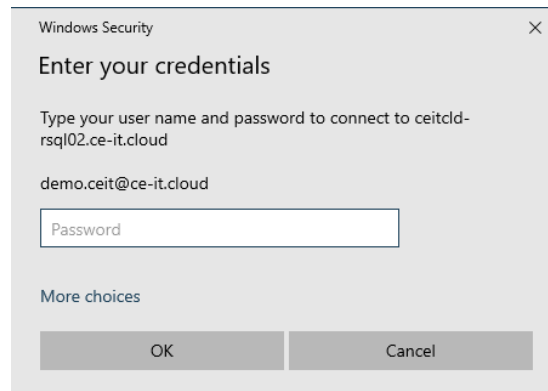 Windows Security
Enter your credentials
Type your user name and password to connect to ceitcld-
rsql02.ce-it.cloud
demo.ceit@ce-it.cloud
Password
More choices
OK
Cancel